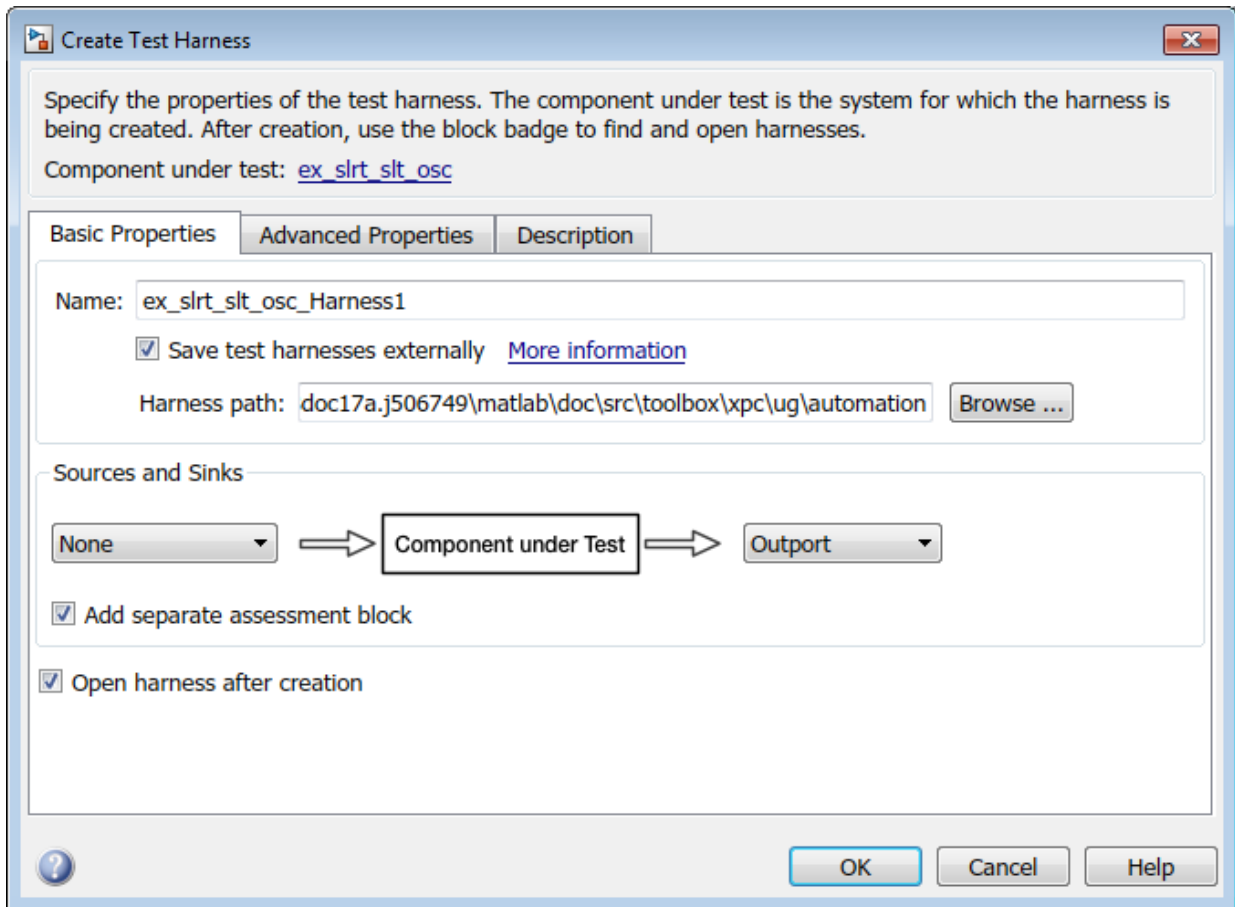 Create Test Harness
Specify the properties of the test harness. The component under test is the system for which the harness is
being created. After creation, use the block badge to find and open harnesses.
Component under test: ex_slrt_slt_osc
Basic Properties Advanced Properties Description
Name: ex_slrt_slt_osc_Harness1
Save test harnesses externally More information
Harness path: doc17a.j506749\matlab\doc\src\toolbox\xpc\ug\automation Browse ...
Sources and Sinks
None Component under Test Outport
Add separate assessment block
Open harness after creation
? OK Cancel Help